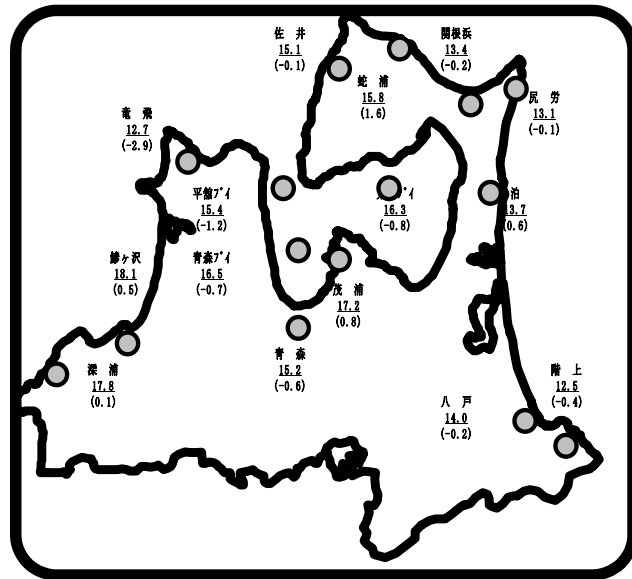 佐 井
15.1
(-0.1)
関根浜
13.4
(-0.2)
蛇 浦
15.8
(1.6)
尻 労
13.1
(-0.1)
竜 飛
12.7
(-2.9)
平舘ﾌﾞｲ
15.4
(-1.2)
16.3
(-0.8)
泊
13.7
(0.6)
鰺ヶ沢
18.1
(0.5)
青森ﾌﾞｲ
16.5
(-0.7)
茂 浦
17.2
(0.8)
青 森
15.2
(-0.6)
深 浦
17.8
(0.1)
八 戸
14.0
(-0.2)
階 上
12.5
(-0.4)